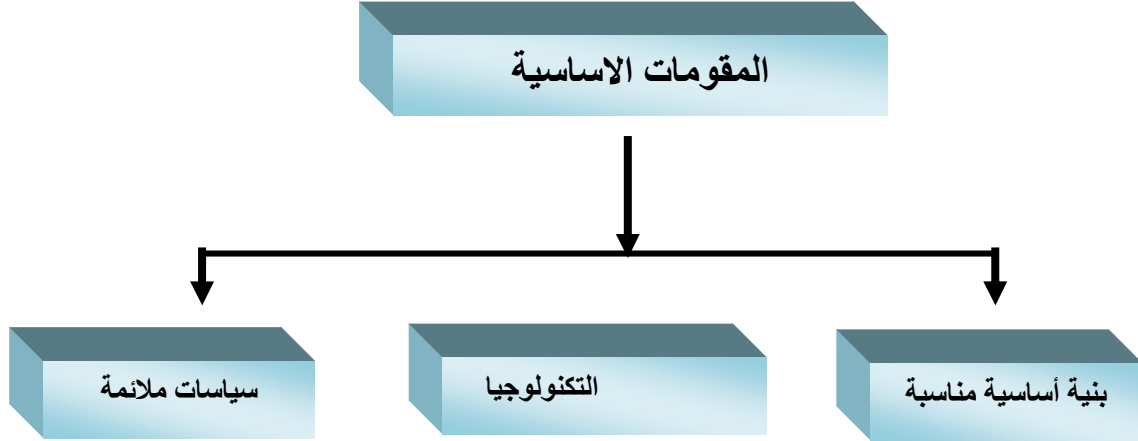 المقومات الاساسية
بنية أساسية مناسبة
التكنولوجيا
سياسات ملائمة